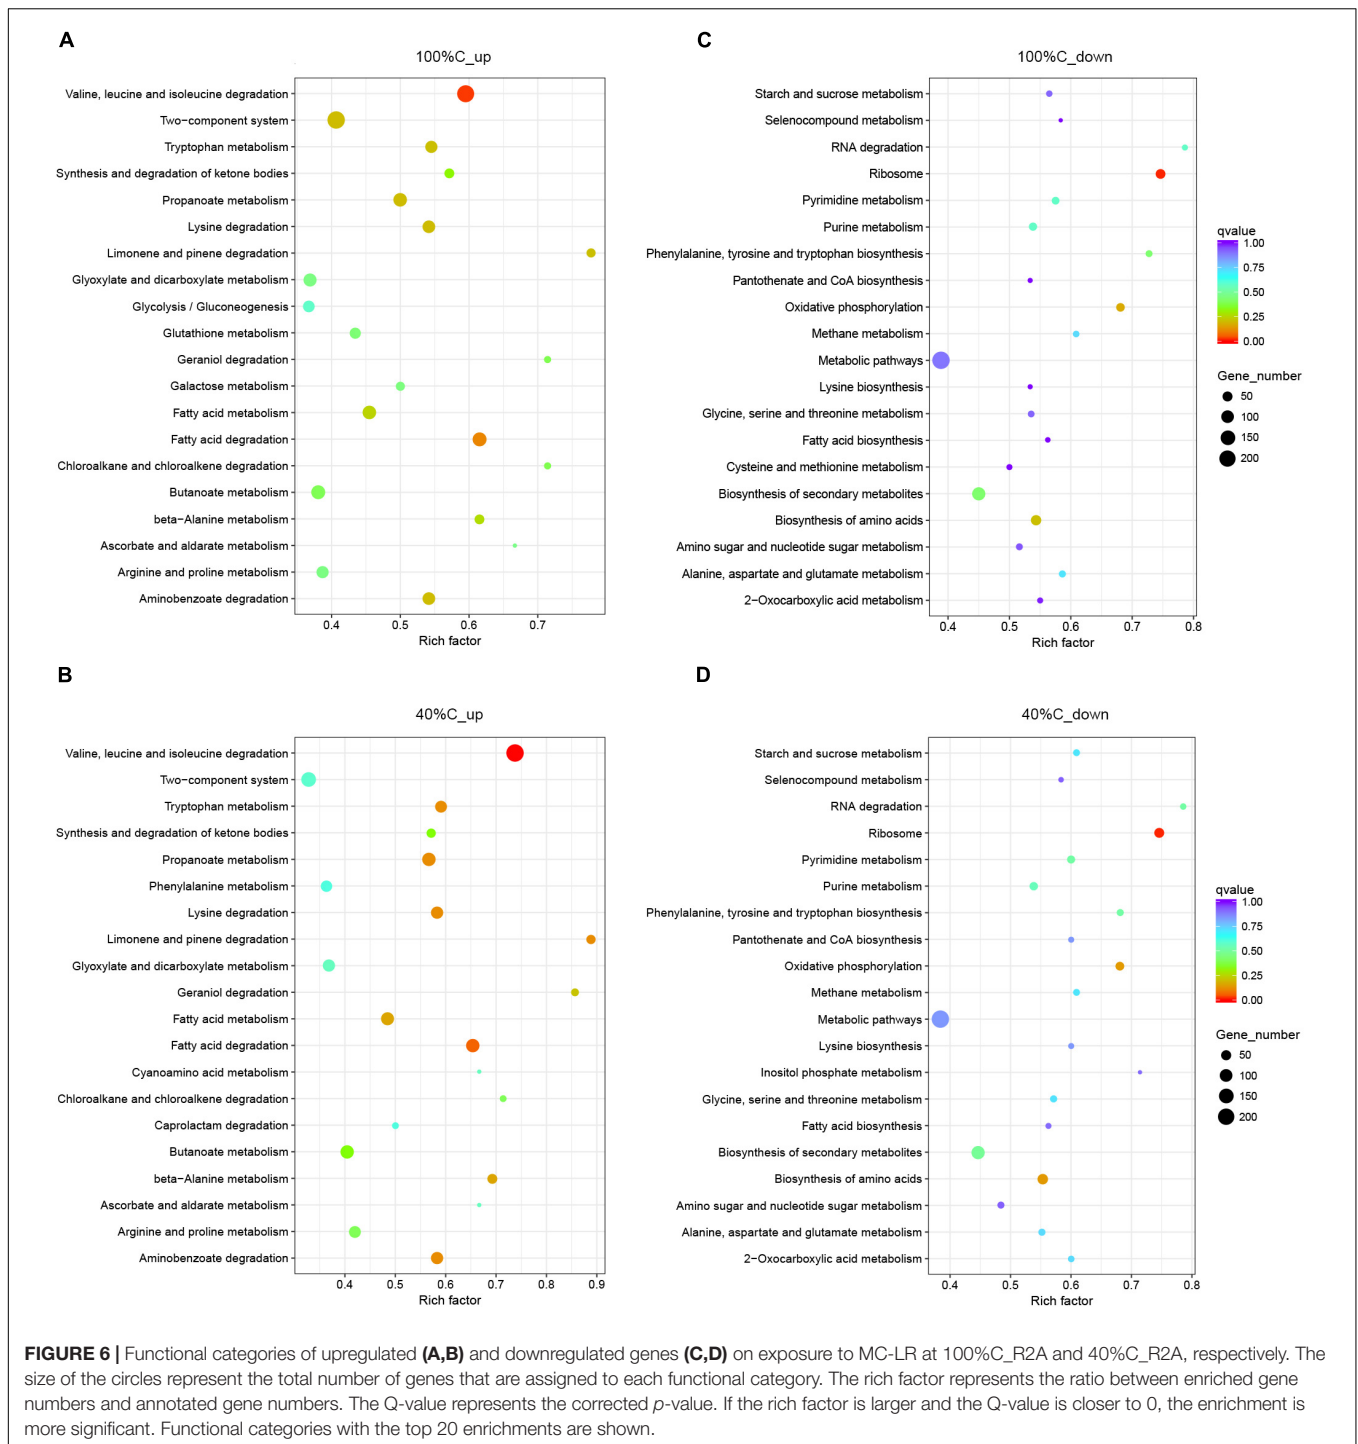 A
100%C_up
Valine, leucine and isoleucine degradation
Two−component system
Tryptophan metabolism
Synthesis and degradation of ketone bodies
Propanoate metabolism
Lysine degradation
Limonene and pinene degradation
Glyoxylate and dicarboxylate metabolism
Glycolysis / Gluconeogenesis
Glutathione metabolism
Geraniol degradation
Galactose metabolism
Fatty acid metabolism
Fatty acid degradation
Chloroalkane and chloroalkene degradation
Butanoate metabolism
beta−Alanine metabolism
Ascorbate and aldarate metabolism
Arginine and proline metabolism
Aminobenzoate degradation
0.4 0.5 0.6 0.7
Rich factor
C
100%C_down
Starch and sucrose metabolism
Selenocompound metabolism
RNA degradation
Ribosome
Pyrimidine metabolism
Purine metabolism
Phenylalanine, tyrosine and tryptophan biosynthesis
Pantothenate and CoA biosynthesis
Oxidative phosphorylation
Methane metabolism
Metabolic pathways
Lysine biosynthesis
Glycine, serine and threonine metabolism
Fatty acid biosynthesis
Cysteine and methionine metabolism
Biosynthesis of secondary metabolites
Biosynthesis of amino acids
Amino sugar and nucleotide sugar metabolism
Alanine, aspartate and glutamate metabolism
2−Oxocarboxylic acid metabolism
0.4 0.5 0.6 0.7 0.8
Rich factor
qvalue
1.00
0.75
0.50
0.25
0.00
Gene_number
50
100
150
200
B
40%C_up
Valine, leucine and isoleucine degradation
Two−component system
Tryptophan metabolism
Synthesis and degradation of ketone bodies
Propanoate metabolism
Phenylalanine metabolism
Lysine degradation
Limonene and pinene degradation
Glyoxylate and dicarboxylate metabolism
Geraniol degradation
Fatty acid metabolism
Fatty acid degradation
Cyanoamino acid metabolism
Chloroalkane and chloroalkene degradation
Caprolactam degradation
Butanoate metabolism
beta−Alanine metabolism
Ascorbate and aldarate metabolism
Arginine and proline metabolism
Aminobenzoate degradation
0.4 0.5 0.6 0.7 0.8 0.9
Rich factor
D
40%C_down
Starch and sucrose metabolism
Selenocompound metabolism
RNA degradation
Ribosome
Pyrimidine metabolism
Purine metabolism
Phenylalanine, tyrosine and tryptophan biosynthesis
Pantothenate and CoA biosynthesis
Oxidative phosphorylation
Methane metabolism
Metabolic pathways
Lysine biosynthesis
Inositol phosphate metabolism
Glycine, serine and threonine metabolism
Fatty acid biosynthesis
Biosynthesis of secondary metabolites
Biosynthesis of amino acids
Amino sugar and nucleotide sugar metabolism
Alanine, aspartate and glutamate metabolism
2−Oxocarboxylic acid metabolism
0.4 0.5 0.6 0.7 0.8
Rich factor
qvalue
1.00
0.75
0.50
0.25
0.00
Gene_number
50
100
150
200
FIGURE 6 | Functional categories of upregulated (A,B) and downregulated genes (C,D) on exposure to MC-LR at 100%C_R2A and 40%C_R2A, respectively. The
size of the circles represent the total number of genes that are assigned to each functional category. The rich factor represents the ratio between enriched gene
numbers and annotated gene numbers. The Q-value represents the corrected p-value. If the rich factor is larger and the Q-value is closer to 0, the enrichment is
more significant. Functional categories with the top 20 enrichments are shown.